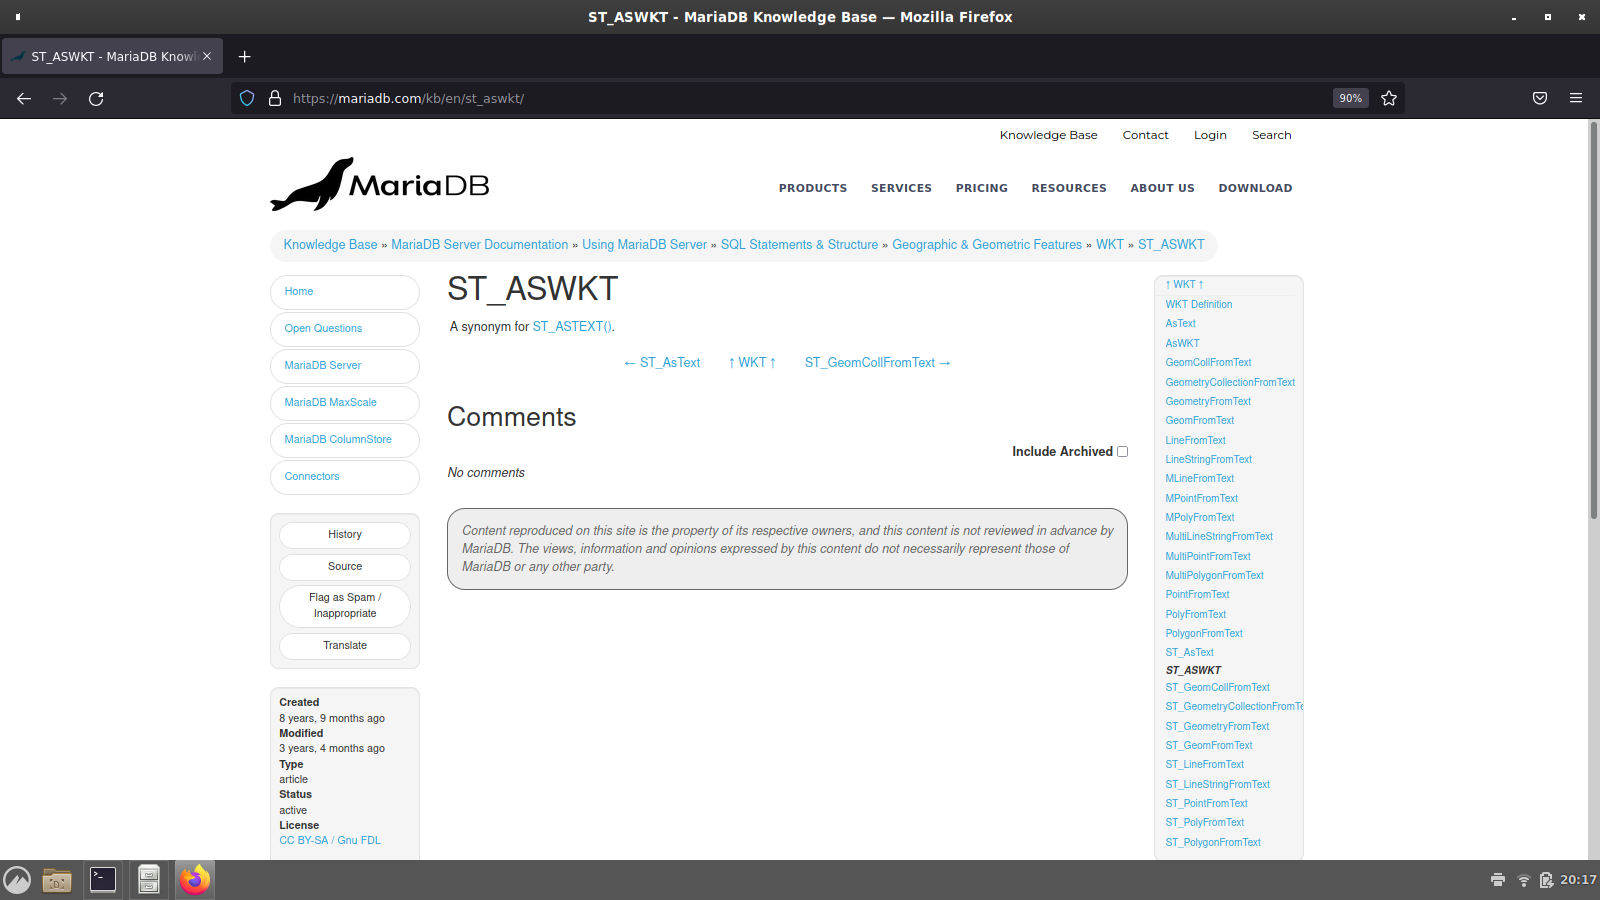 ST_ASWKT - MariaDB Knowledge Base — Mozilla Firefox
ST_ASWKT - MariaDB Knowl
https://mariadb.com/kb/en/st_aswkt/
90%
Knowledge Base Contact Login Search
MariaDB
PRODUCTS SERVICES PRICING RESOURCES ABOUT US DOWNLOAD
Knowledge Base » MariaDB Server Documentation » Using MariaDB Server » SQL Statements & Structure » Geographic & Geometric Features » WKT » ST_ASWKT
Home
Open Questions
MariaDB Server
MariaDB MaxScale
MariaDB ColumnStore
Connectors
History
Source
Flag as Spam /
Inappropriate
Translate
Created
8 years, 9 months ago
Modified
3 years, 4 months ago
Type
article
Status
active
License
CC BY-SA / Gnu FDL
ST_ASWKT
A synonym for ST_ASTEXT().
← ST_AsText ↑ WKT ↑ ST_GeomCollFromText →
Comments
Include Archived
No comments
Content reproduced on this site is the property of its respective owners, and this content is not reviewed in advance by
MariaDB. The views, information and opinions expressed by this content do not necessarily represent those of
MariaDB or any other party.
↑ WKT ↑
WKT Definition
AsText
AsWKT
GeomCollFromText
GeometryCollectionFromText
GeometryFromText
GeomFromText
LineFromText
LineStringFromText
MLineFromText
MPointFromText
MPolyFromText
MultiLineStringFromText
MultiPointFromText
MultiPolygonFromText
PointFromText
PolyFromText
PolygonFromText
ST_AsText
ST_ASWKT
ST_GeomCollFromText
ST_GeometryCollectionFromTe
ST_GeometryFromText
ST_GeomFromText
ST_LineFromText
ST_LineStringFromText
ST_PointFromText
ST_PolyFromText
ST_PolygonFromText
20:17